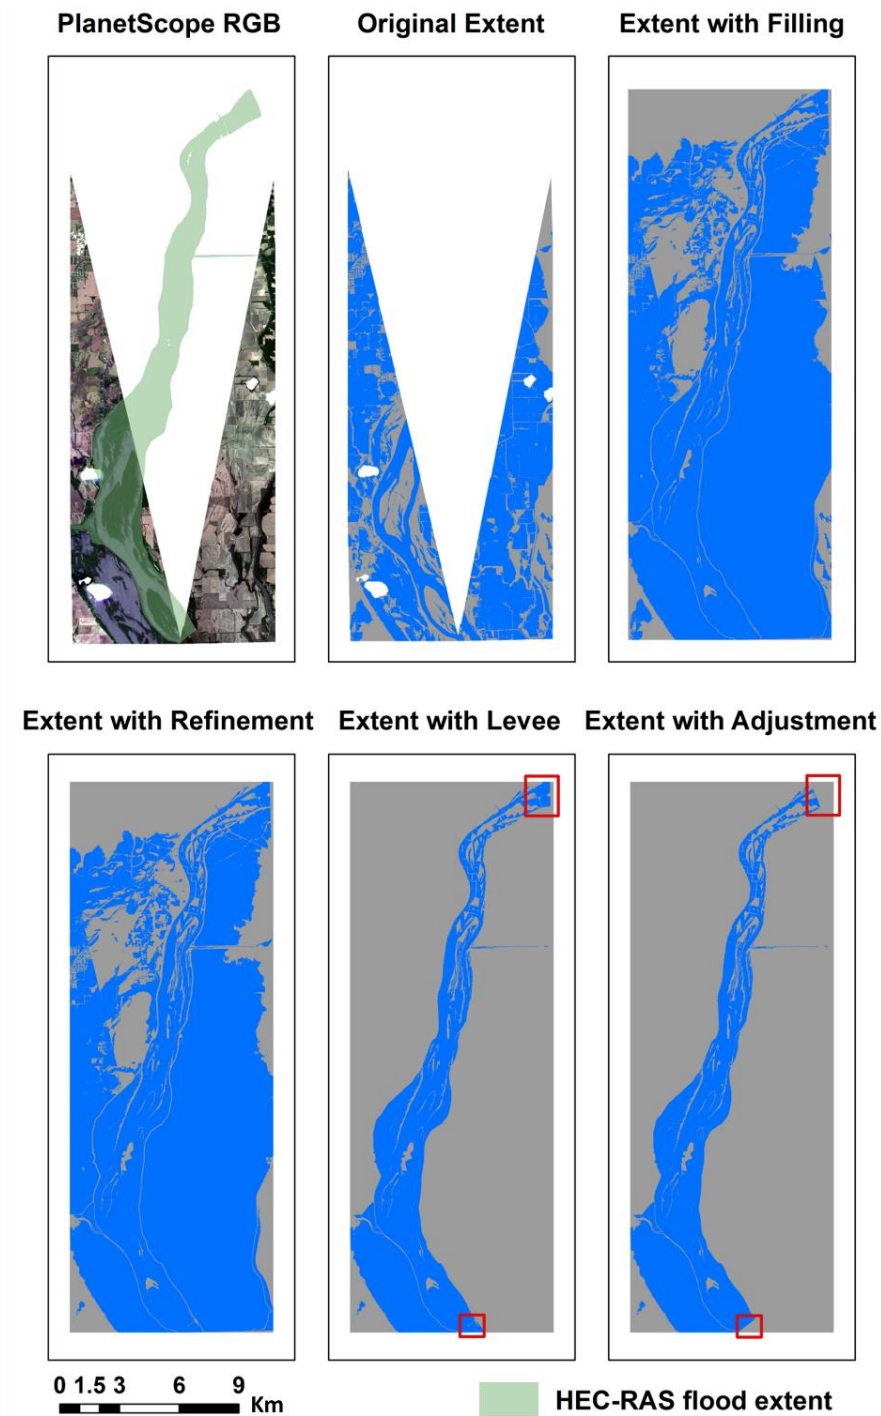 PlanetScope RGB
Original Extent
Extent with Filling
Extent with Refinement
Extent with Levee
Extent with Adjustment
0 1.5 3 6 9
Km
HEC-RAS flood extent